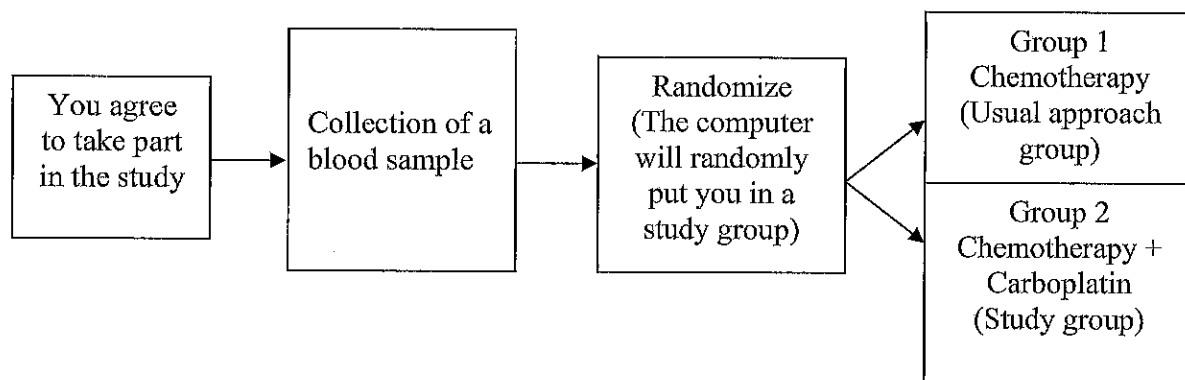 You agree
to take part
in the study
Collection of a
blood sample
Randomize
(The computer
will randomly
put you in a
study group)
Group 1
Chemotherapy
(Usual approach
group)
Group 2
Chemotherapy +
Carboplatin
(Study group)